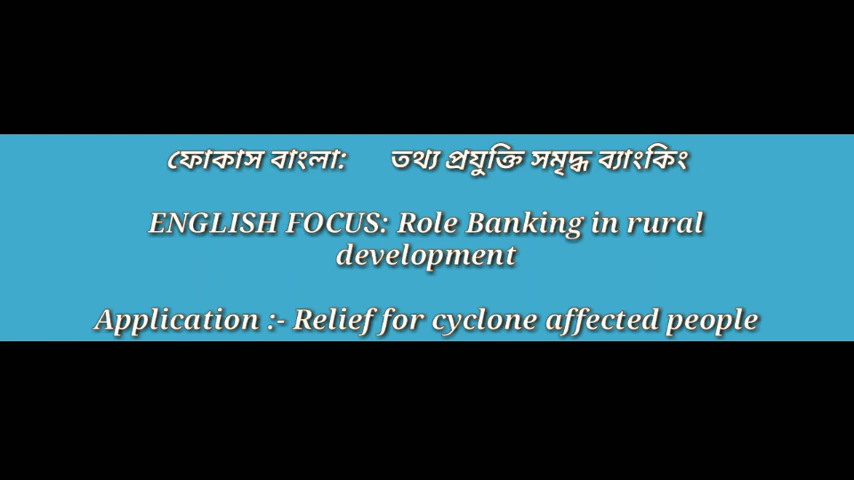 ফোকাস বাংলা: তথ্য প্রযুক্তি সমৃদ্ধ ব্যাংকিং
ENGLISH FOCUS: Role Banking in rural
development
Application :- Relief for cyclone affected people